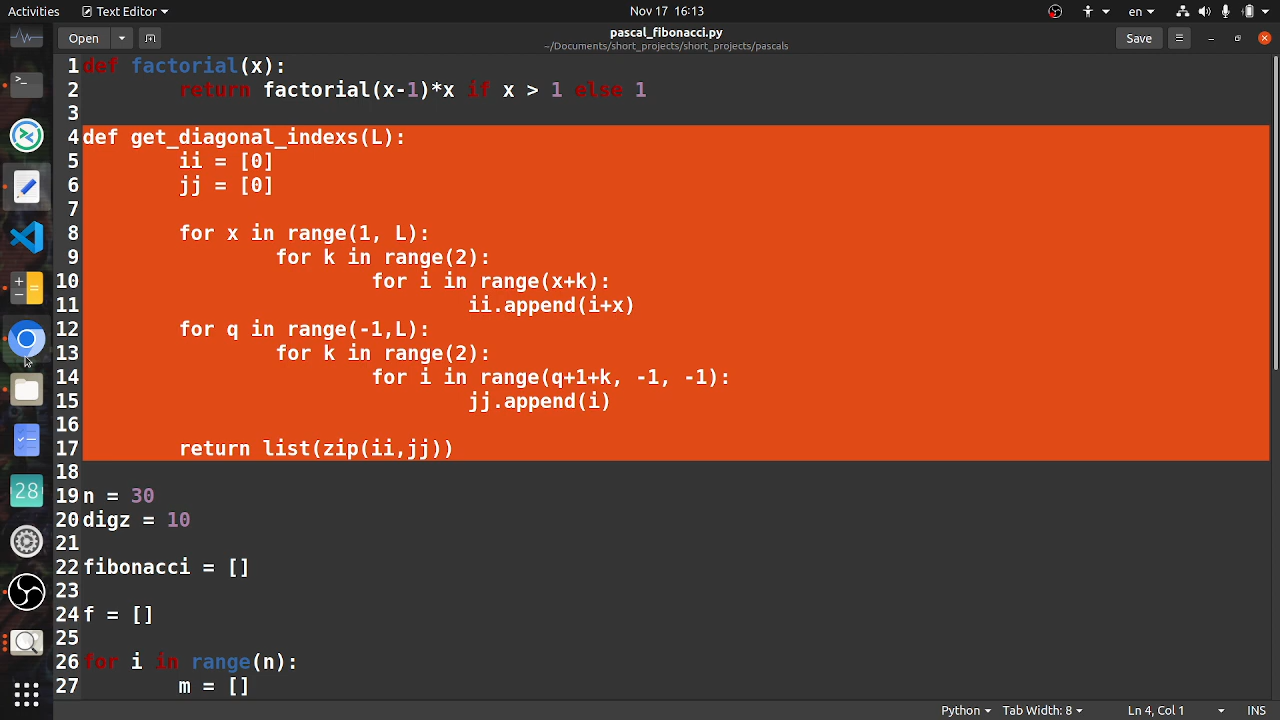 Activities
Text Editor
Nov 17 16:13
en
Open
pascal_fibonacci.py
~/Documents/short_projects/short_projects/pascals
Save
1 def factorial(x):
2 return factorial(x-1)*x if x > 1 else 1
3
4 def get_diagonal_indexs(L):
5 ii = [0]
6 jj = [0]
7
8 for x in range(1, L):
9 for k in range(2):
10 for i in range(x+k):
11 ii.append(i+x)
12 for q in range(-1,L):
13 for k in range(2):
14 for i in range(q+1+k, -1, -1):
15 jj.append(i)
16
17 return list(zip(ii,jj))
18
19 n = 30
20 digz = 10
21
22 fibonacci = []
23
24 f = []
25
26 for i in range(n):
27 m = []
28
Python
Tab Width: 8
Ln 4, Col 1
INS